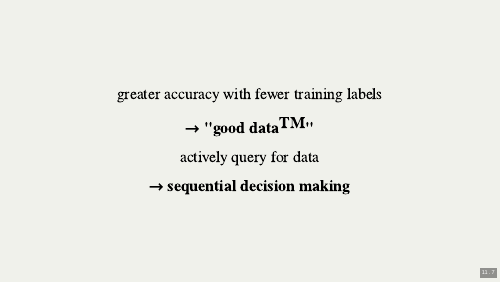 greater accuracy with fewer training labels
→ "good data™"
actively query for data
→ sequential decision making
11.7